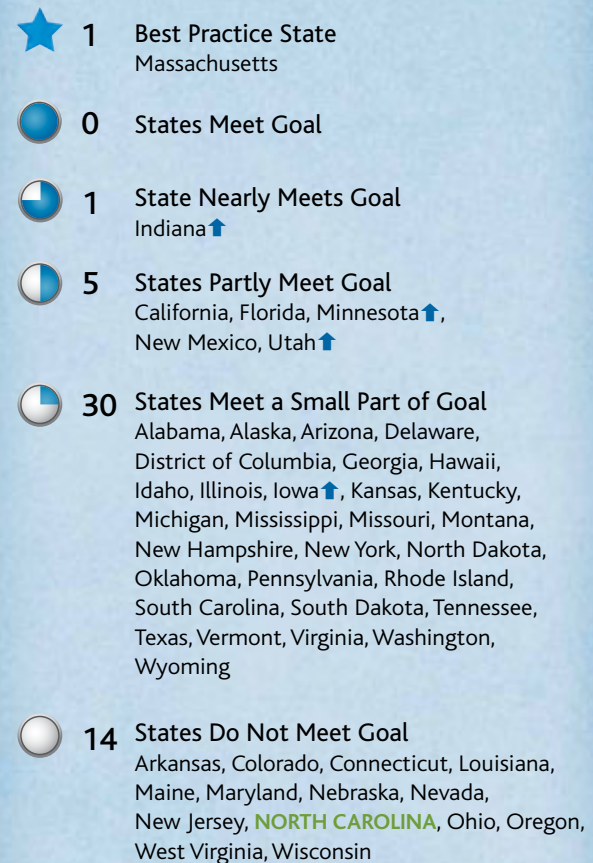 1 Best Practice State
Massachusetts
0 States Meet Goal
1 State Nearly Meets Goal
Indiana⬆
5 States Partly Meet Goal
California, Florida, Minnesota⬆,
New Mexico, Utah⬆
30 States Meet a Small Part of Goal
Alabama, Alaska, Arizona, Delaware,
District of Columbia, Georgia, Hawaii,
Idaho, Illinois, Iowa⬆, Kansas, Kentucky,
Michigan, Mississippi, Missouri, Montana,
New Hampshire, New York, North Dakota,
Oklahoma, Pennsylvania, Rhode Island,
South Carolina, South Dakota, Tennessee,
Texas, Vermont, Virginia, Washington,
Wyoming
14 States Do Not Meet Goal
Arkansas, Colorado, Connecticut, Louisiana,
Maine, Maryland, Nebraska, Nevada,
New Jersey, NORTH CAROLINA, Ohio, Oregon,
West Virginia, Wisconsin